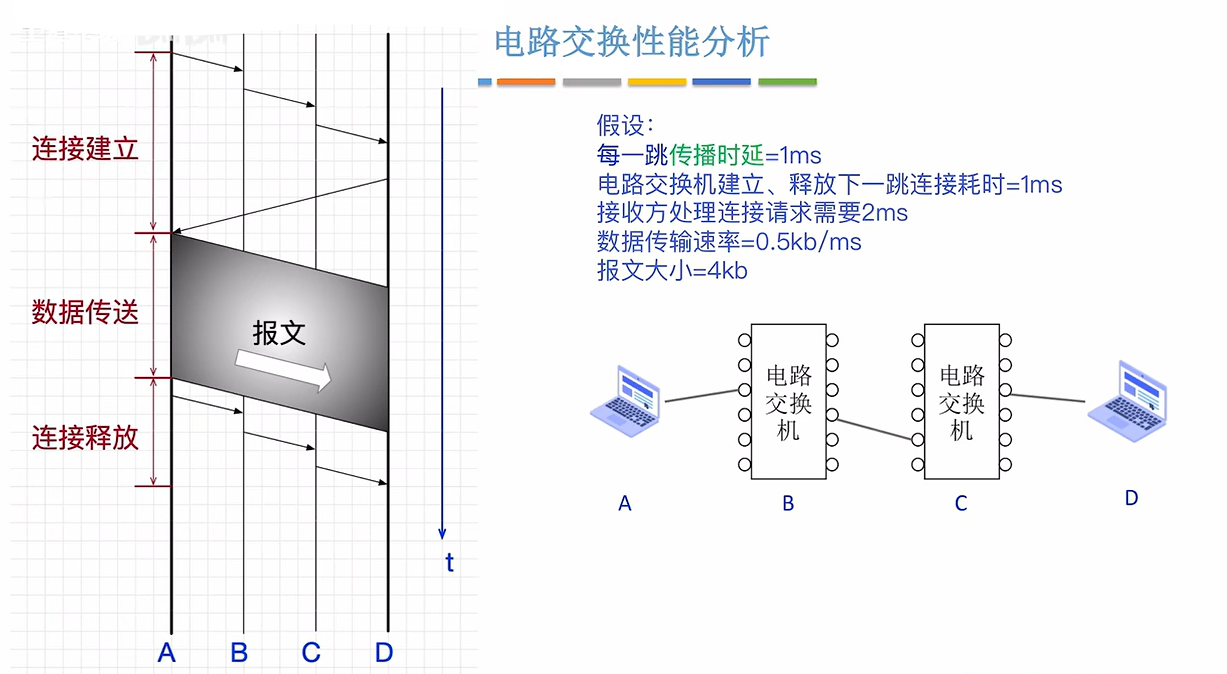 电路交换性能分析
假设：
每一跳传播时延=1ms
电路交换机建立、释放下一跳连接耗时=1ms
接收方处理连接请求需要2ms
数据传输速率=0.5kb/ms
报文大小=4kb
连接建立
数据传送
报文
连接释放
t
A
B
C
D
电路
交换
机
电路
交换
机
A
B
C
D